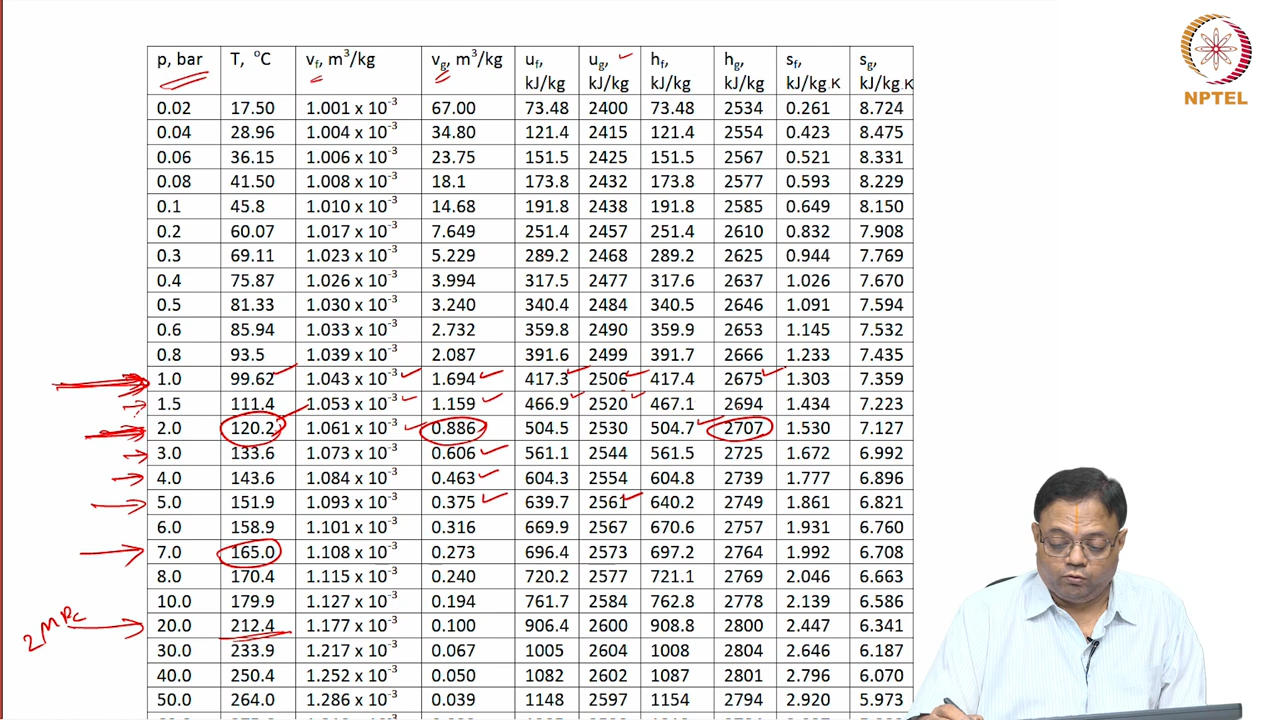 NPTEL
p, bar T, °C v_f, m³/kg v_g, m³/kg u_f, kJ/kg u_g, kJ/kg h_f, kJ/kg h_g, kJ/kg s_f, kJ/kg.K s_g, kJ/kg.K
0.02 17.50 1.001 x 10⁻³ 67.00 73.48 2400 73.48 2534 0.261 8.724
0.04 28.96 1.004 x 10⁻³ 34.80 121.4 2415 121.4 2554 0.423 8.475
0.06 36.15 1.006 x 10⁻³ 23.75 151.5 2425 151.5 2567 0.521 8.331
0.08 41.50 1.008 x 10⁻³ 18.1 173.8 2432 173.8 2577 0.593 8.229
0.1 45.8 1.010 x 10⁻³ 14.68 191.8 2438 191.8 2585 0.649 8.150
0.2 60.07 1.017 x 10⁻³ 7.649 251.4 2457 251.4 2610 0.832 7.908
0.3 69.11 1.023 x 10⁻³ 5.229 289.2 2468 289.2 2625 0.944 7.769
0.4 75.87 1.026 x 10⁻³ 3.994 317.5 2477 317.6 2637 1.026 7.670
0.5 81.33 1.030 x 10⁻³ 3.240 340.4 2484 340.5 2646 1.091 7.594
0.6 85.94 1.033 x 10⁻³ 2.732 359.8 2490 359.9 2653 1.145 7.532
0.8 93.5 1.039 x 10⁻³ 2.087 391.6 2499 391.7 2666 1.233 7.435
1.0 99.62 1.043 x 10⁻³ 1.694 417.3 2506 417.4 2675 1.303 7.359
1.5 111.4 1.053 x 10⁻³ 1.159 466.9 2520 467.1 2694 1.434 7.223
2.0 120.2 1.061 x 10⁻³ 0.886 504.5 2530 504.7 2707 1.530 7.127
3.0 133.6 1.073 x 10⁻³ 0.606 561.1 2544 561.5 2725 1.672 6.992
4.0 143.6 1.084 x 10⁻³ 0.463 604.3 2554 604.8 2739 1.777 6.896
5.0 151.9 1.093 x 10⁻³ 0.375 639.7 2561 640.2 2749 1.861 6.821
6.0 158.9 1.101 x 10⁻³ 0.316 669.9 2567 670.6 2757 1.931 6.760
7.0 165.0 1.108 x 10⁻³ 0.273 696.4 2573 697.2 2764 1.992 6.708
8.0 170.4 1.115 x 10⁻³ 0.240 720.2 2577 721.1 2769 2.046 6.663
10.0 179.9 1.127 x 10⁻³ 0.194 761.7 2584 762.8 2778 2.139 6.586
2 MPa 20.0 212.4 1.177 x 10⁻³ 0.100 906.4 2600 908.8 2800 2.447 6.341
30.0 233.9 1.217 x 10⁻³ 0.067 1005 2604 1008 2804 2.646 6.187
40.0 250.4 1.252 x 10⁻³ 0.050 1082 2602 1087 2801 2.796 6.070
50.0 264.0 1.286 x 10⁻³ 0.039 1148 2597 1154 2794 2.920 5.973